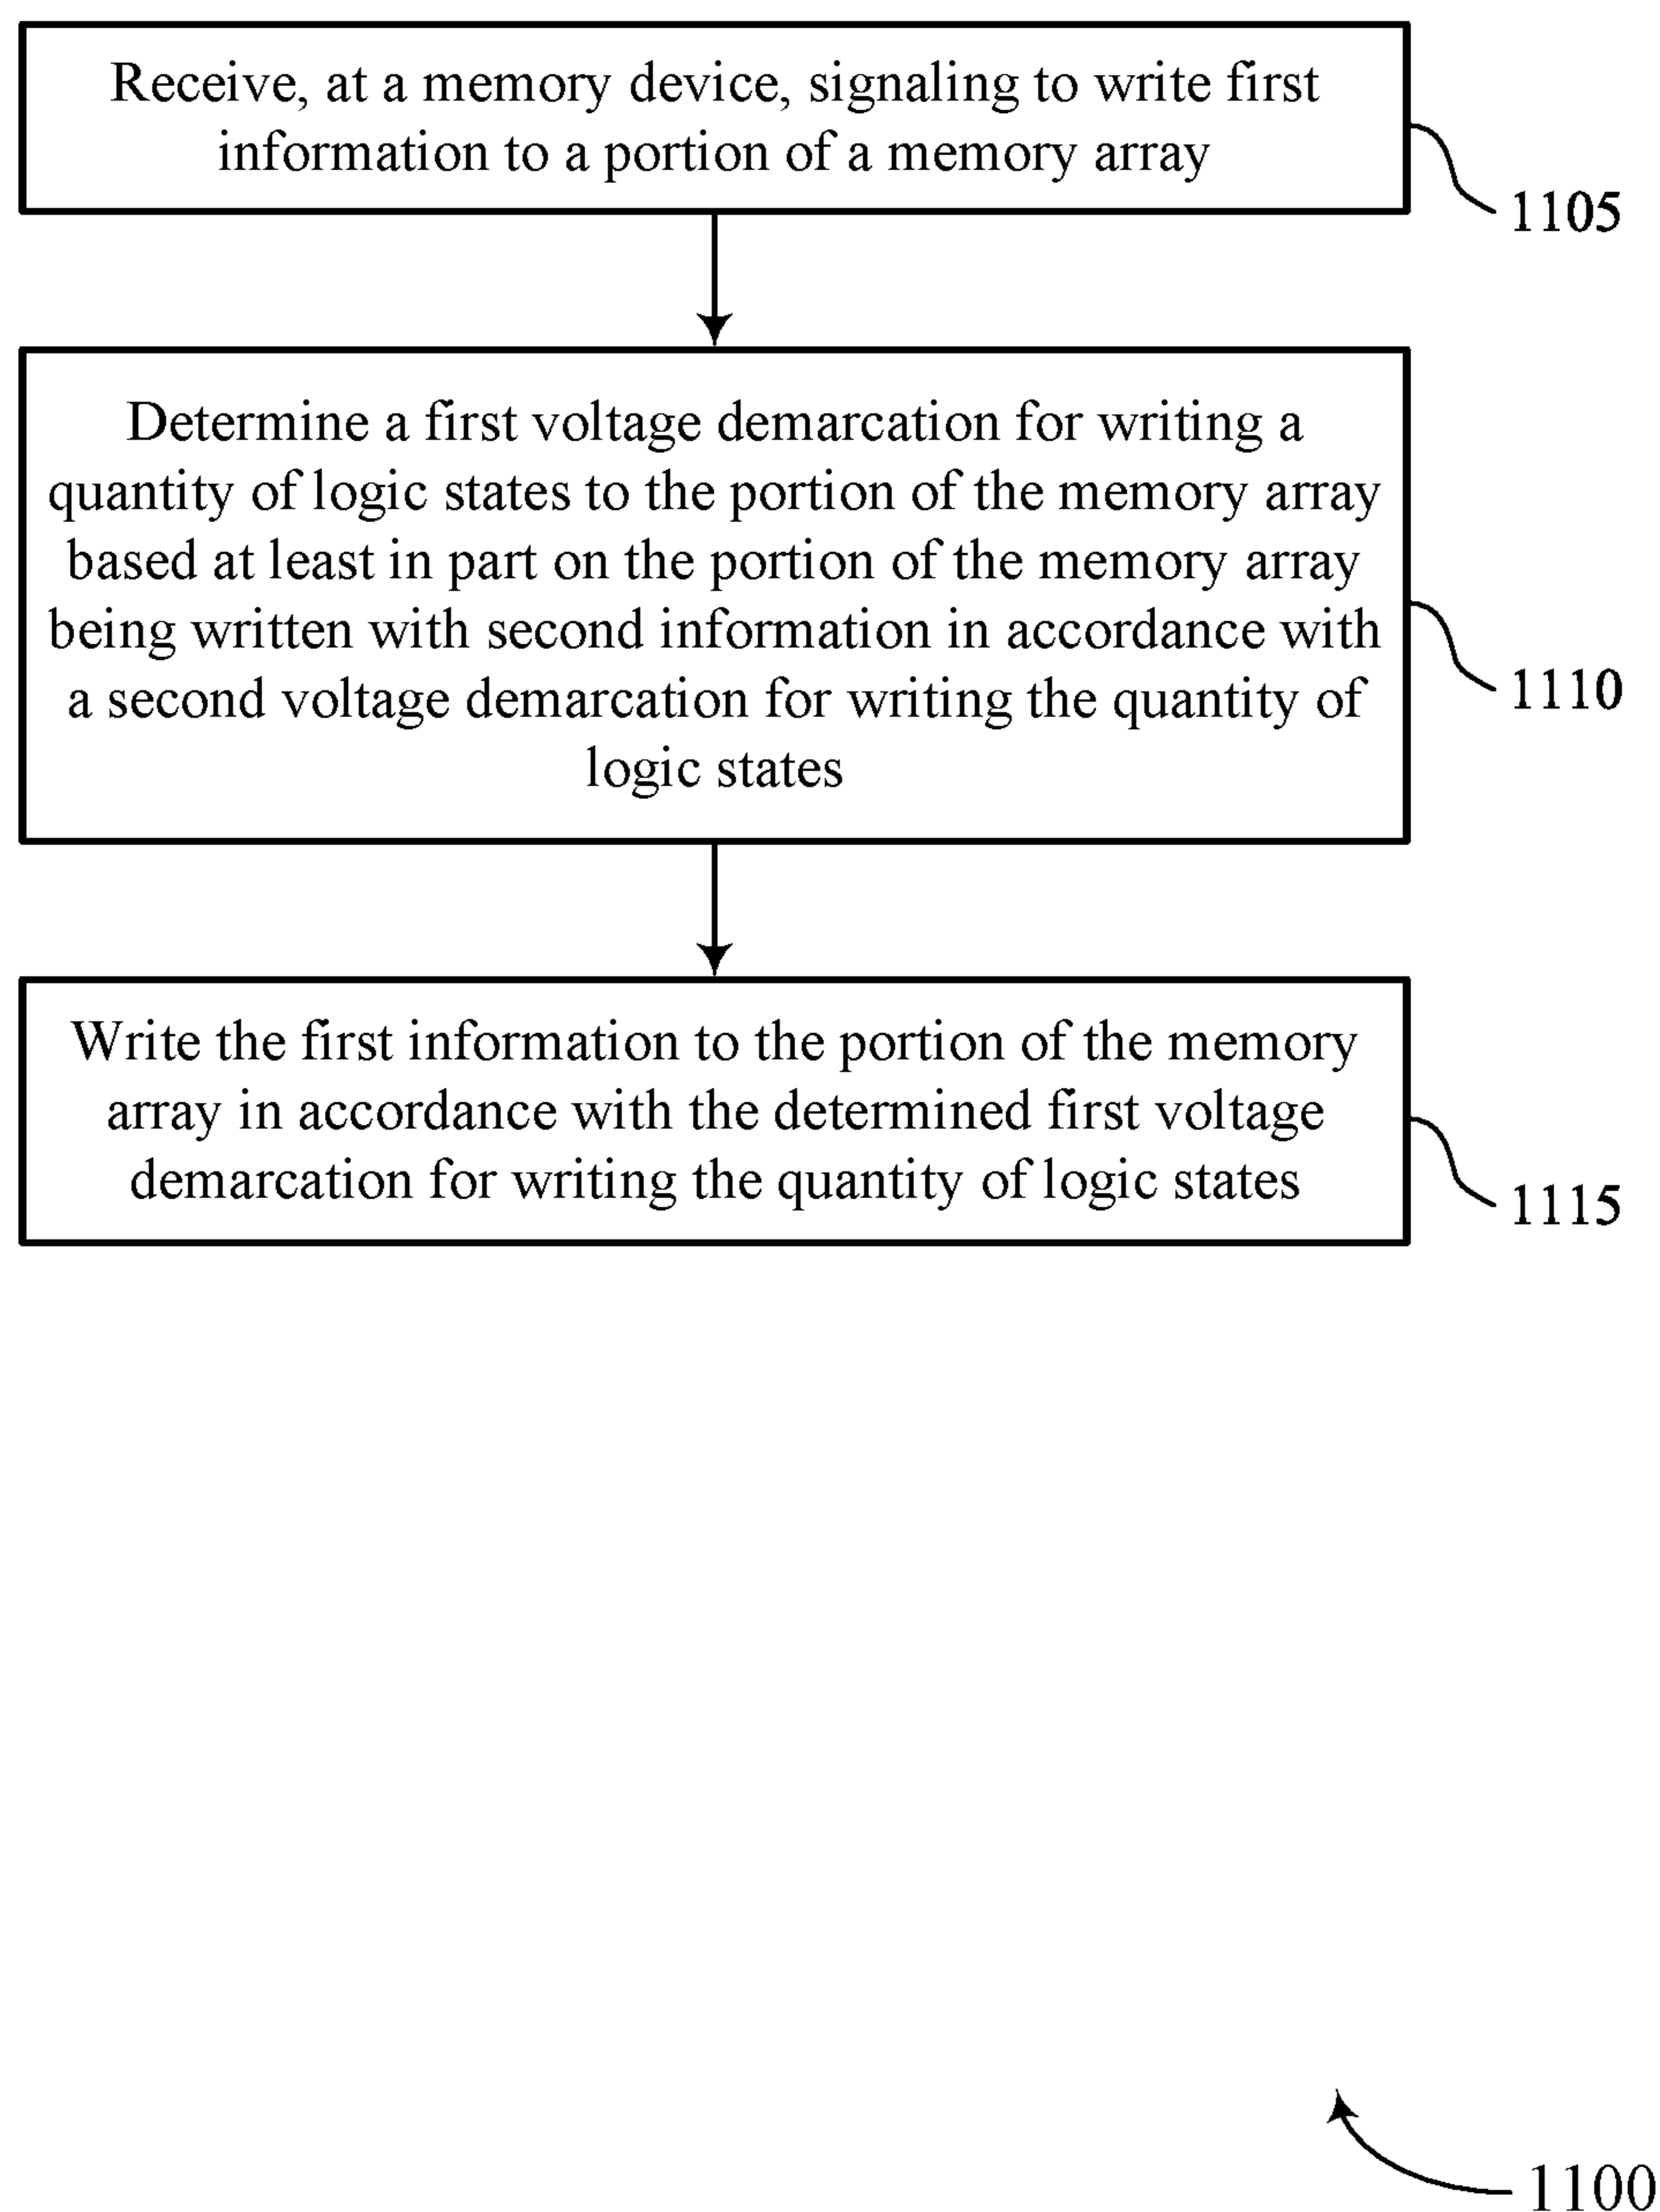 Receive, at a memory device, signaling to write first
information to a portion of a memory array
1105
Determine a first voltage demarcation for writing a
quantity of logic states to the portion of the memory array
based at least in part on the portion of the memory array
being written with second information in accordance with
a second voltage demarcation for writing the quantity of
logic states
1110
Write the first information to the portion of the memory
array in accordance with the determined first voltage
demarcation for writing the quantity of logic states
1115
1100